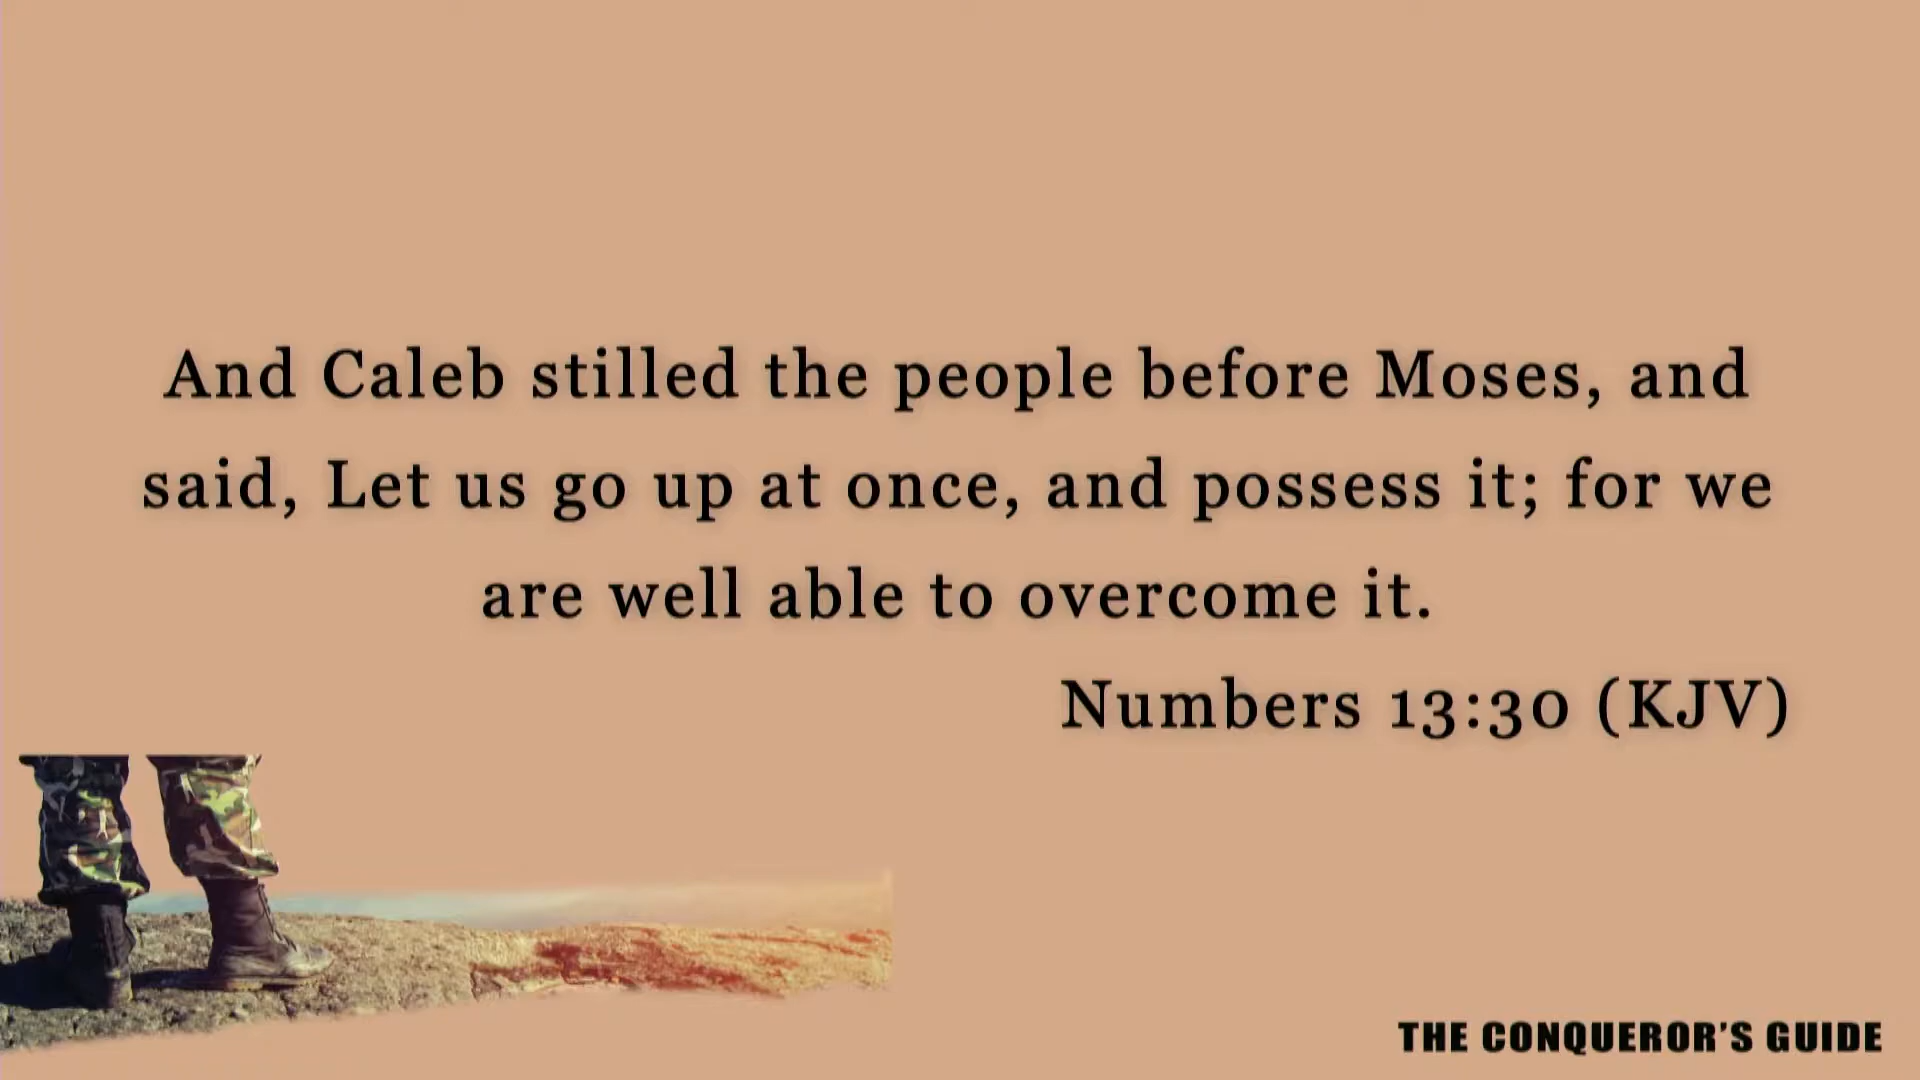 And Caleb stilled the people before Moses, and
said, Let us go up at once, and possess it; for we
are well able to overcome it.
Numbers 13:30 (KJV)
THE CONQUEROR'S GUIDE